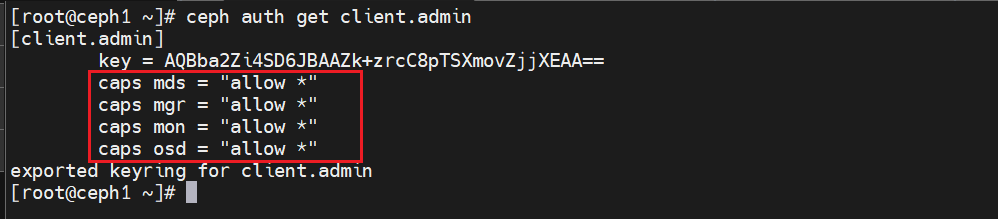 [root@ceph1 ~]# ceph auth get client.admin
[client.admin]
key = AQBba2Zi4SD6JBAAZk+zrcC8pTSXmovZjjXEAA==
caps mds = "allow *"
caps mgr = "allow *"
caps mon = "allow *"
caps osd = "allow *"
exported keyring for client.admin
[root@ceph1 ~]#